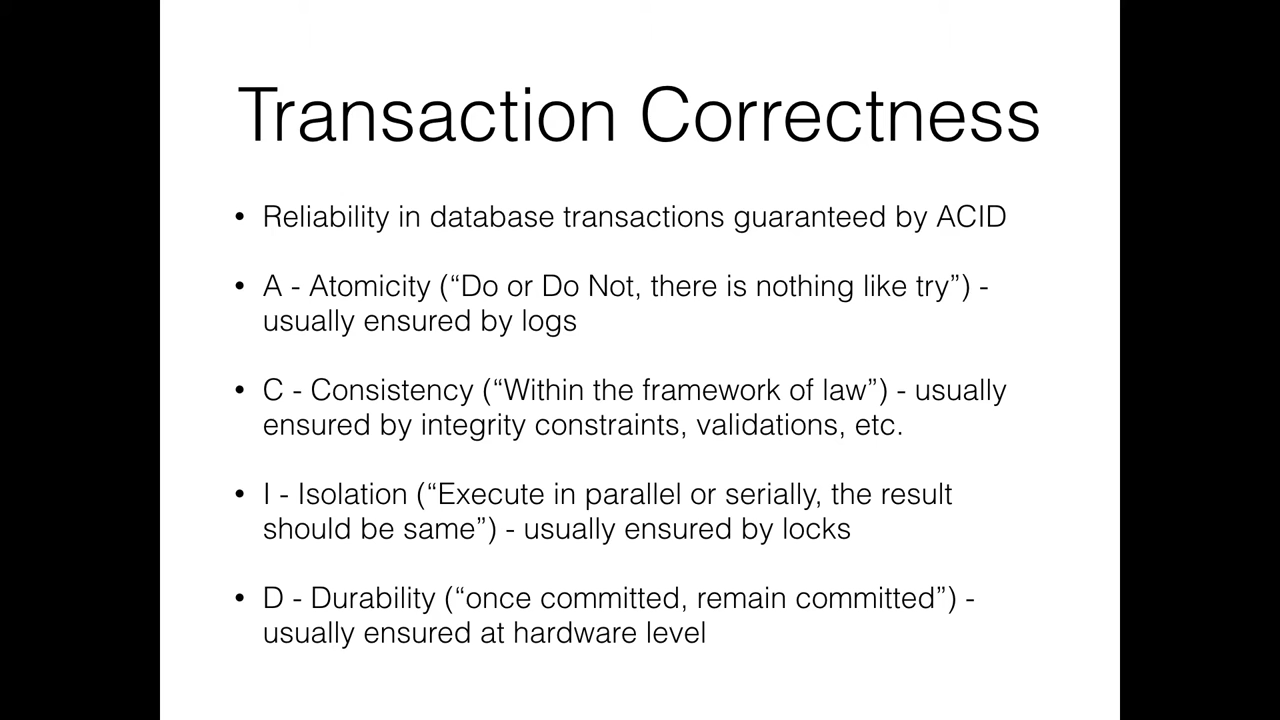 Transaction Correctness
• Reliability in database transactions guaranteed by ACID
• A - Atomicity (“Do or Do Not, there is nothing like try”) -
usually ensured by logs
• C - Consistency (“Within the framework of law”) - usually
ensured by integrity constraints, validations, etc.
• I - Isolation (“Execute in parallel or serially, the result
should be same”) - usually ensured by locks
• D - Durability (“once committed, remain committed”) -
usually ensured at hardware level